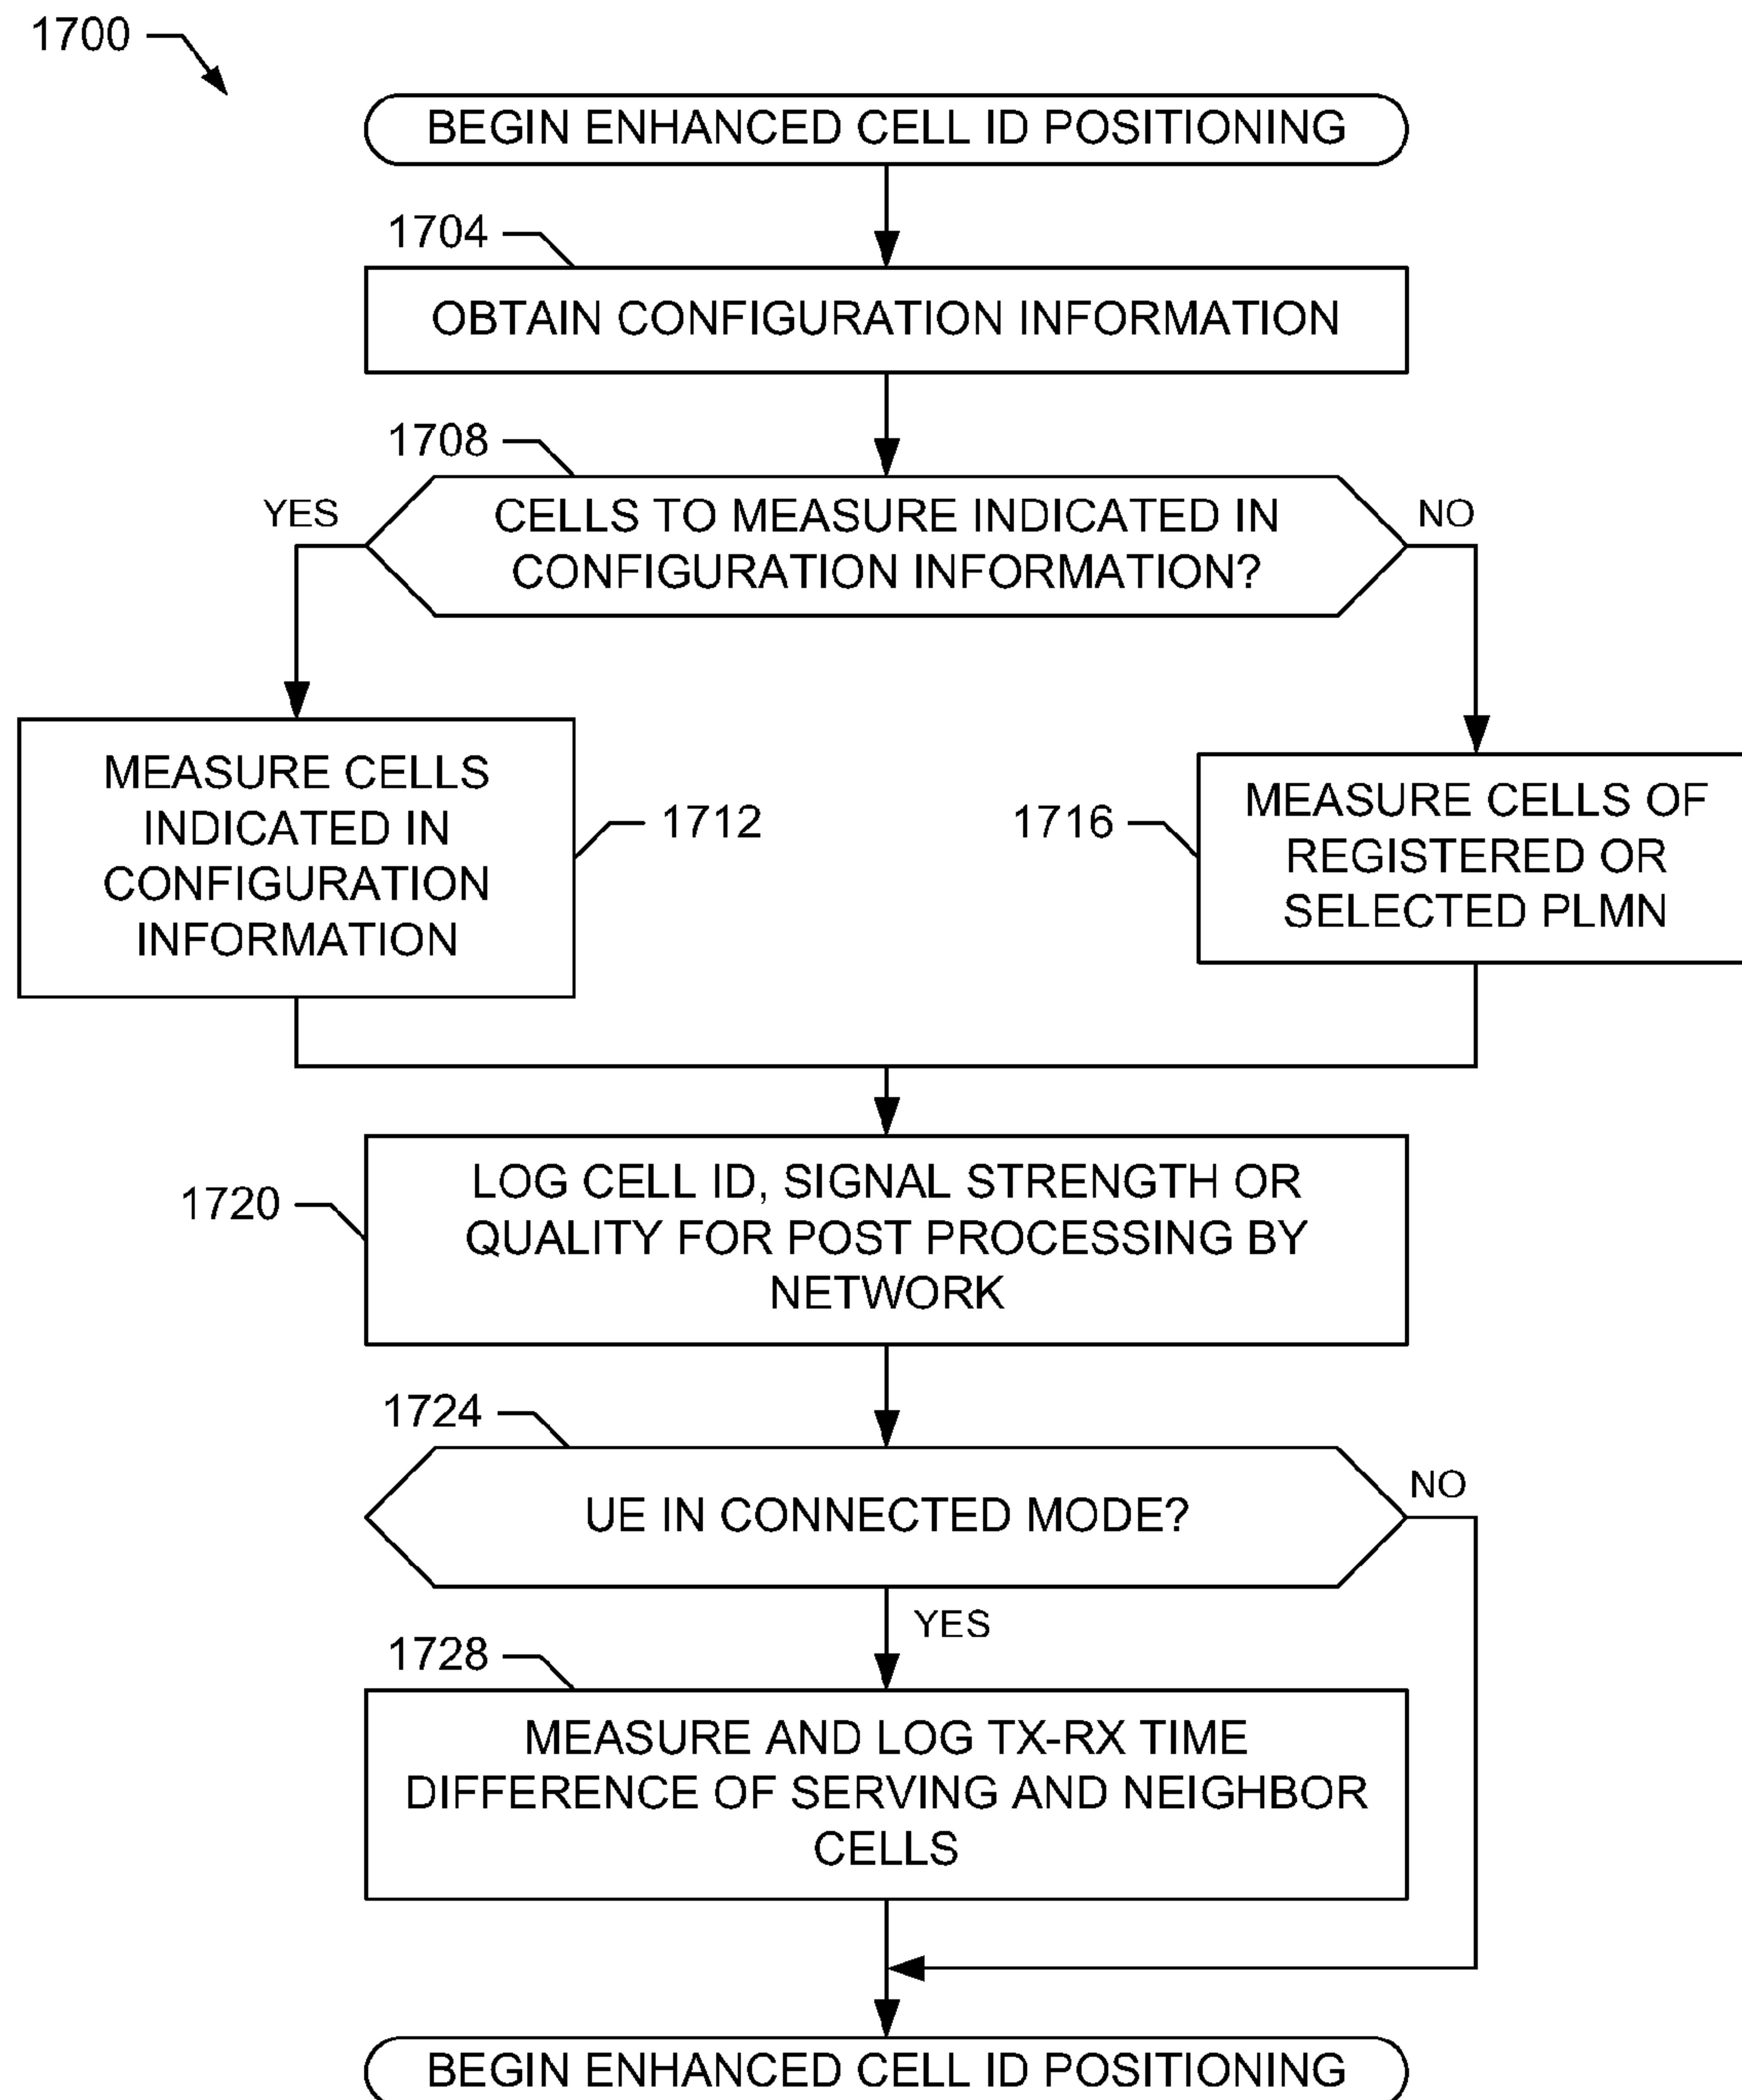 1700
BEGIN ENHANCED CELL ID POSITIONING
1704
OBTAIN CONFIGURATION INFORMATION
1708
YES
CELLS TO MEASURE INDICATED IN
CONFIGURATION INFORMATION?
NO
MEASURE CELLS
INDICATED IN
CONFIGURATION
INFORMATION
1712
1716
MEASURE CELLS OF
REGISTERED OR
SELECTED PLMN
1720
LOG CELL ID, SIGNAL STRENGTH OR
QUALITY FOR POST PROCESSING BY
NETWORK
1724
UE IN CONNECTED MODE?
NO
YES
1728
MEASURE AND LOG TX-RX TIME
DIFFERENCE OF SERVING AND NEIGHBOR
CELLS
BEGIN ENHANCED CELL ID POSITIONING